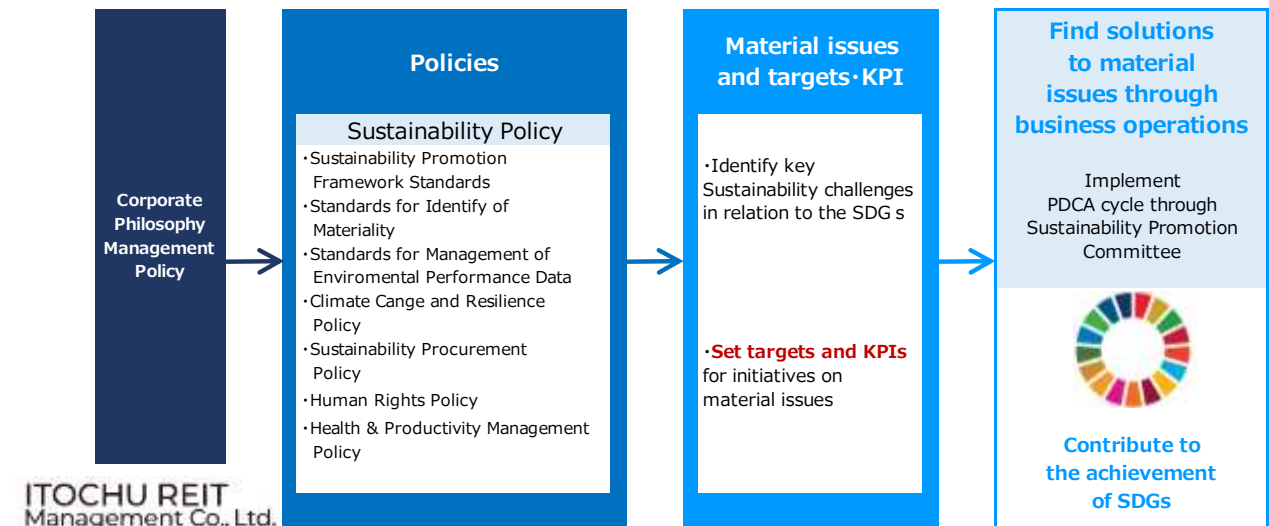 Corporate
Philosophy
Management
Policy
Policies
Sustainability Policy
・Sustainability Promotion
Framework Standards
・Standards for Identify of
Materiality
・Standards for Management of
Enviromental Performance Data
・Climate Cange and Resilience
Policy
・Sustainability Procurement
Policy
・Human Rights Policy
・Health & Productivity Management
Policy
Material issues
and targets・KPI
・Identify key
Sustainability challenges
in relation to the SDGs
・Set targets and KPIs
for initiatives on
material issues
Find solutions
to material
issues through
business operations
Implement
PDCA cycle through
Sustainability Promotion
Committee
Contribute to
the achievement
of SDGs
ITOCHU REIT
Management Co., Ltd.